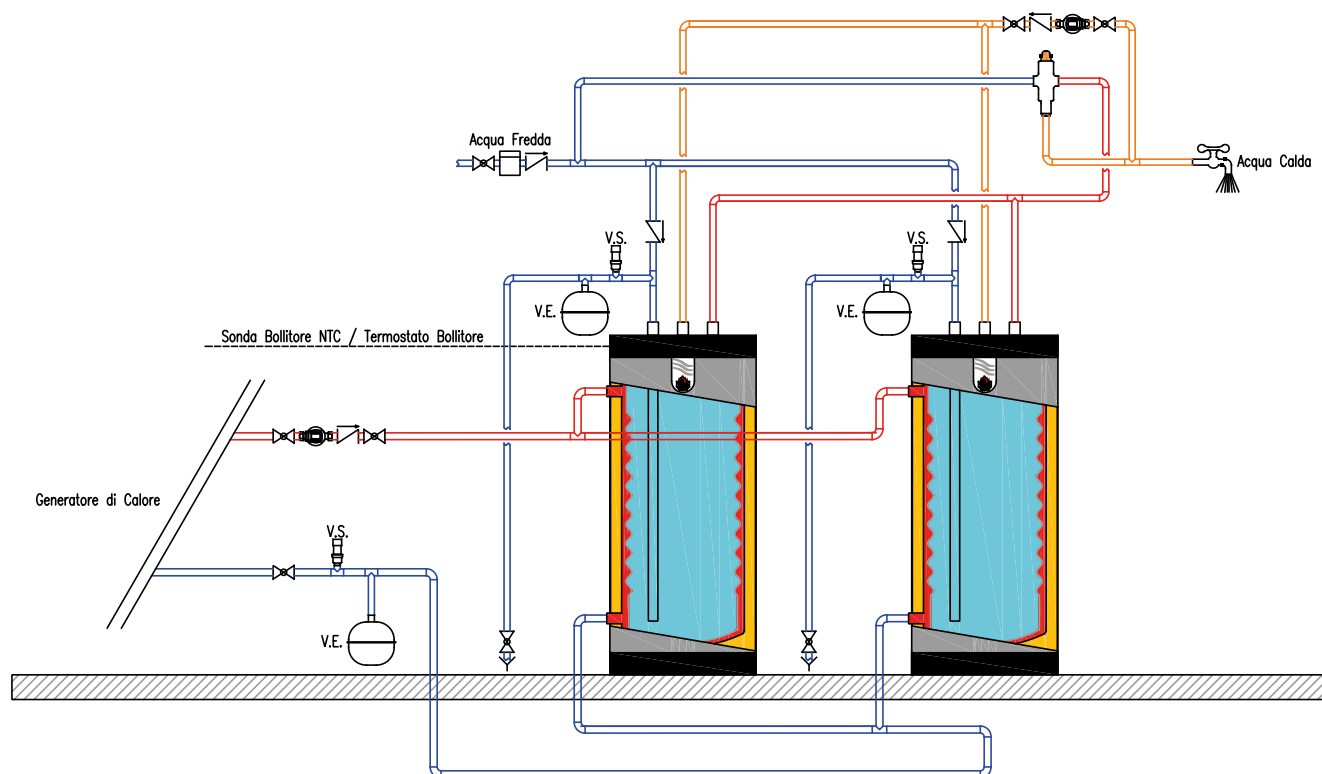 Acqua Fredda
Acqua Calda
V.S.
V.S.
V.E.
V.E.
Sonda Bollitore NTC / Termostato Bollitore
Generatore di Calore
V.S.
V.E.